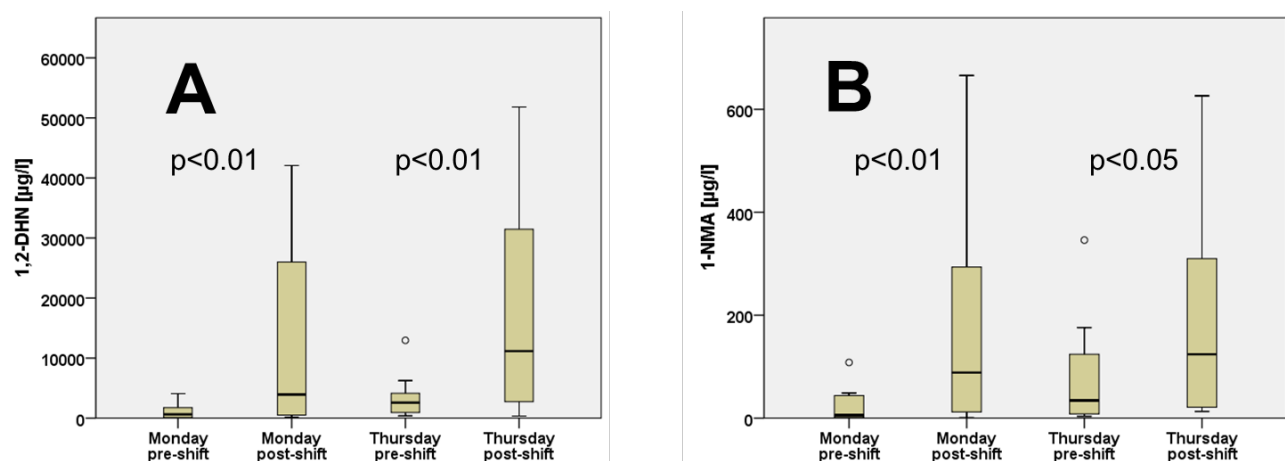 A
p<0.01
p<0.01
1,2-DHN [µg/l]
60000
50000
40000
30000
20000
10000
0
Monday
pre-shift
Monday
post-shift
Thursday
pre-shift
Thursday
post-shift
B
p<0.01
p<0.05
1-NMA [µg/l]
600
400
200
0
Monday
pre-shift
Monday
post-shift
Thursday
pre-shift
Thursday
post-shift